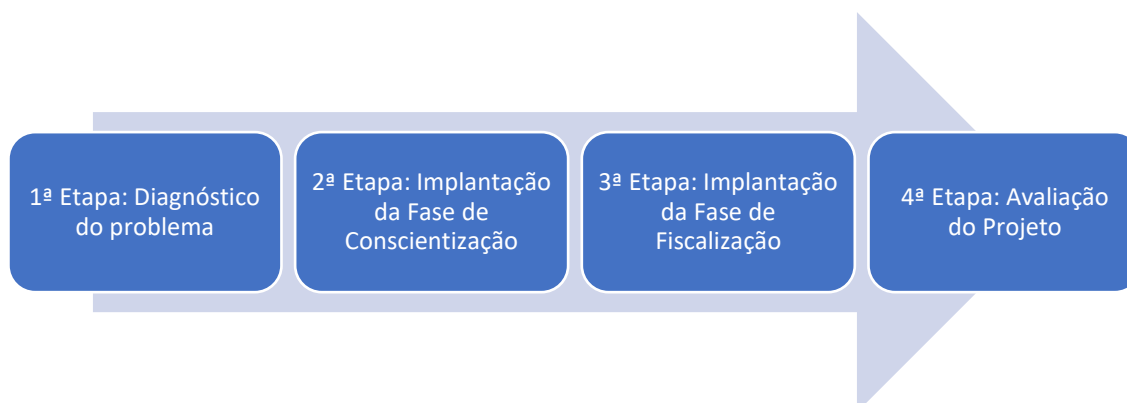 1ª Etapa: Diagnóstico
do problema
2ª Etapa: Implantação
da Fase de
Conscientização
3ª Etapa: Implantação
da Fase de
Fiscalização
4ª Etapa: Avaliação
do Projeto